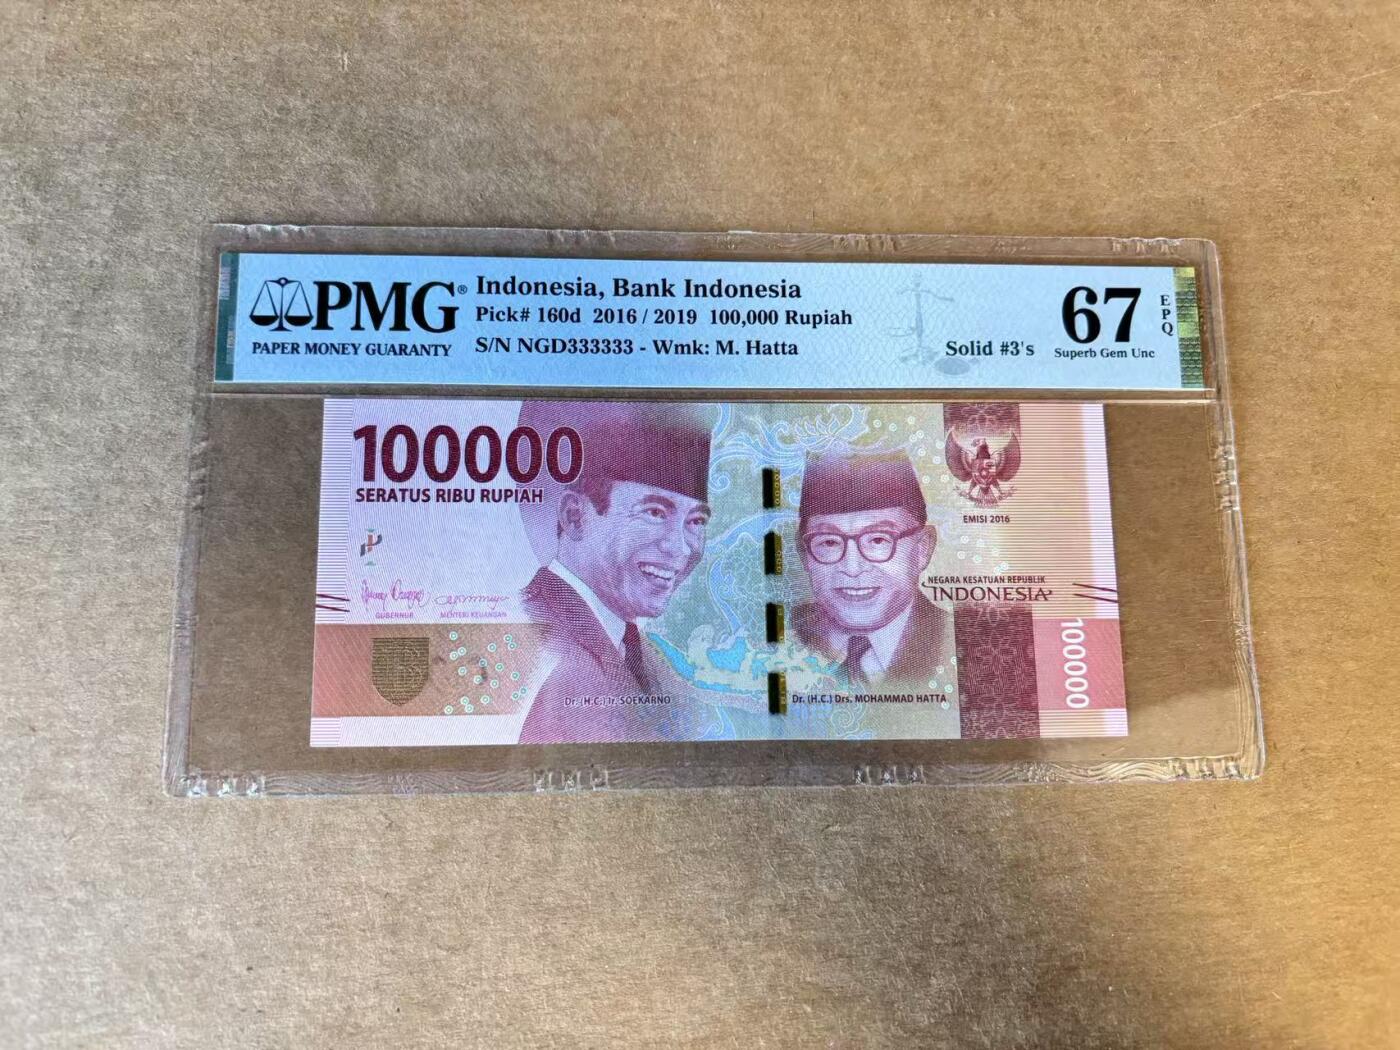 PMG®
PAPER MONEY GUARANTY
Indonesia, Bank Indonesia
Pick# 160d 2016 / 2019 100,000 Rupiah
S/N NGD333333 - Wmk: M. Hatta
Solid #3's
67
EPQ
Superb Gem Unc
100000
SERATUS RIBU RUPIAH
EMISI 2016
NEGARA KESATUAN REPUBLIK
INDONESIA
GUBERNUR
MENTERI KEUANGAN
100000
Dr. (H.C.) Ir. SOEKARNO
Dr. (H.C.) Drs. MOHAMMAD HATTA